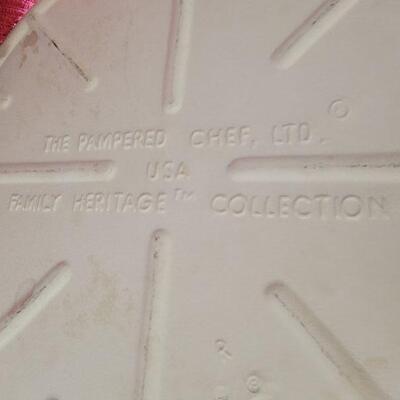 THE PAMPERED CHEF, LTD. ©
USA
FAMILY HERITAGE™ COLLECTION
R
®